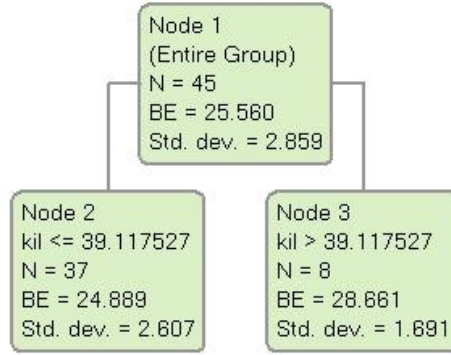 Node 1
(Entire Group)
N = 45
BE = 25.560
Std. dev. = 2.859
Node 2
kil <= 39.117527
N = 37
BE = 24.889
Std. dev. = 2.607
Node 3
kil > 39.117527
N = 8
BE = 28.661
Std. dev. = 1.691